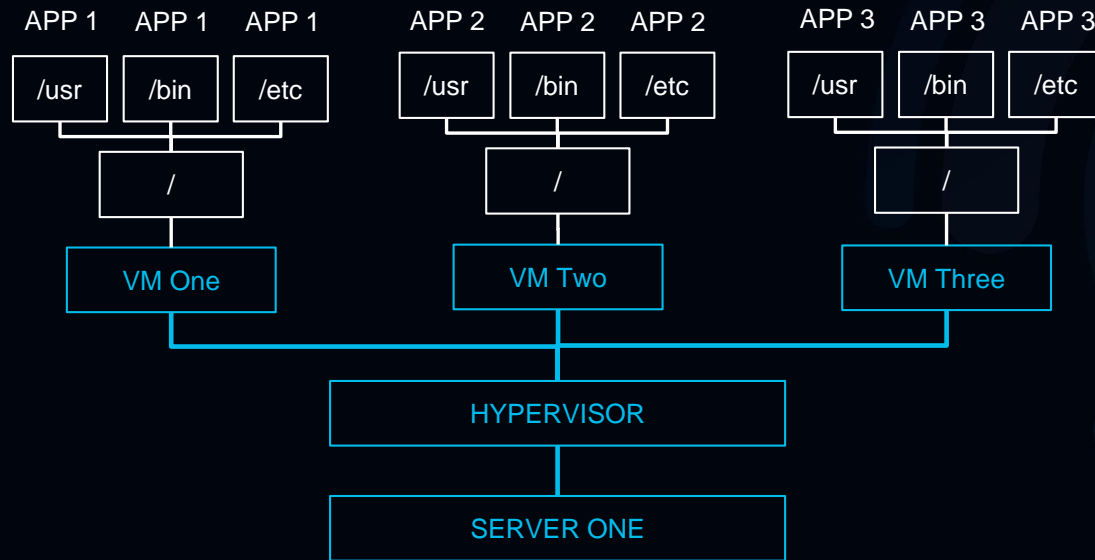 APP 1 APP 1 APP 1 APP 2 APP 2 APP 2 APP 3 APP 3 APP 3
/usr /bin /etc /usr /bin /etc /usr /bin /etc
/ / /
VM One VM Two VM Three
HYPERVISOR
SERVER ONE